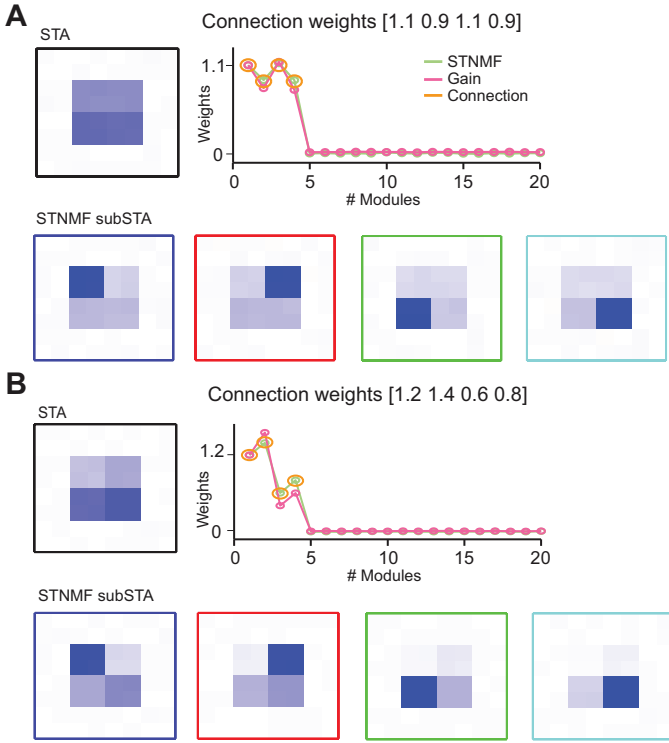 A
STA
Connection weights [1.1 0.9 1.1 0.9]
1.1
0
Weights
STNMF
Gain
Connection
0 5 10 15 20
# Modules
STNMF subSTA
B
STA
Connection weights [1.2 1.4 0.6 0.8]
1.2
0
Weights
0 5 10 15 20
# Modules
STNMF subSTA